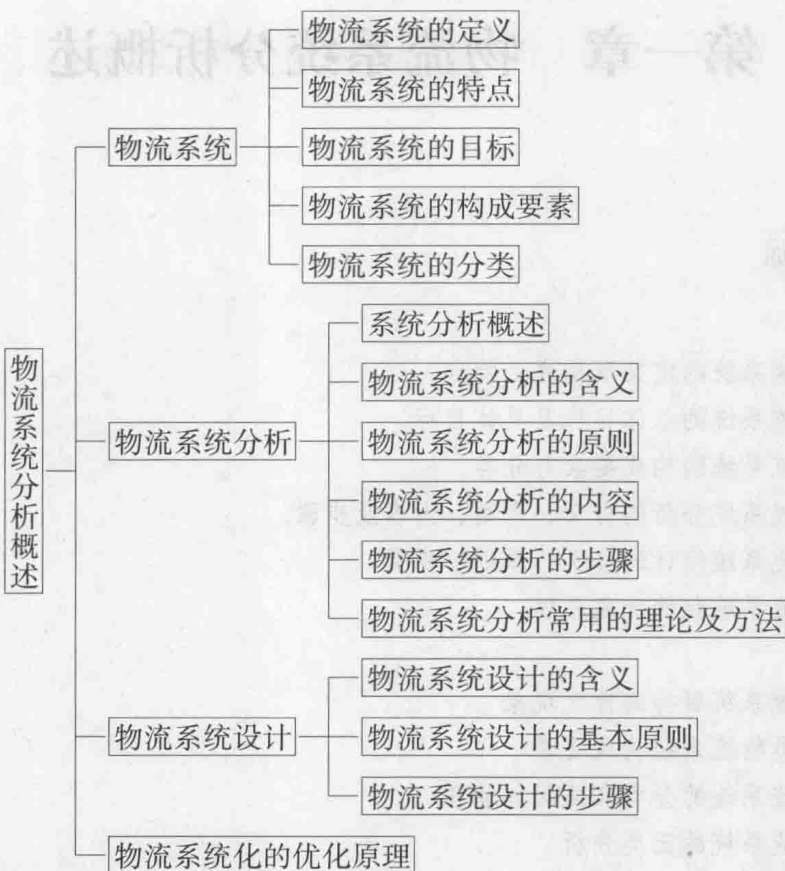 物流系统分析概述
物流系统
物流系统的定义
物流系统的特点
物流系统的目标
物流系统的构成要素
物流系统的分类
物流系统分析
系统分析概述
物流系统分析的含义
物流系统分析的原则
物流系统分析的内容
物流系统分析的步骤
物流系统分析常用的理论及方法
物流系统设计
物流系统设计的含义
物流系统设计的基本原则
物流系统设计的步骤
物流系统化的优化原理